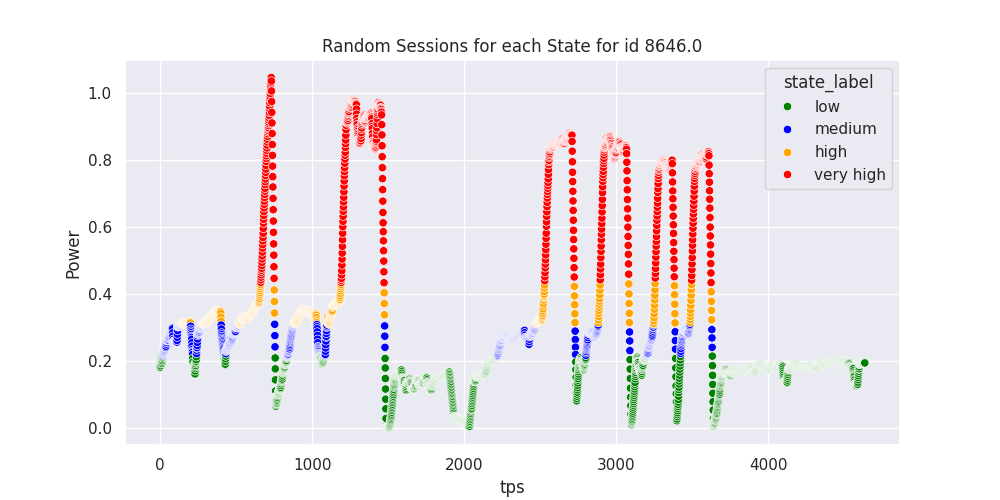 Random Sessions for each State for id 8646.0
state_label
low
medium
high
very high
Power
1.0
0.8
0.6
0.4
0.2
0.0
0 1000 2000 3000 4000
tps